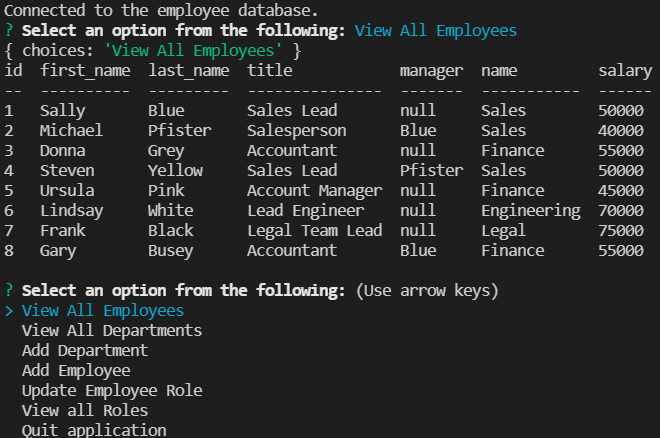 Connected to the employee database.
? Select an option from the following: View All Employees
{ choices: 'View All Employees' }
id  first_name  last_name  title            manager  name         salary
--  ----------  ---------  ---------------  -------  -----------  ------
1   Sally       Blue       Sales Lead       null     Sales        50000
2   Michael     Pfister    Salesperson      Blue     Sales        40000
3   Donna       Grey       Accountant       null     Finance      55000
4   Steven      Yellow     Sales Lead       Pfister  Sales        50000
5   Ursula      Pink       Account Manager  null     Finance      45000
6   Lindsay     White      Lead Engineer    null     Engineering  70000
7   Frank       Black      Legal Team Lead  null     Legal        75000
8   Gary        Busey      Accountant       Blue     Finance      55000
? Select an option from the following: (Use arrow keys)
> View All Employees
  View All Departments
  Add Department
  Add Employee
  Update Employee Role
  View all Roles
  Quit application